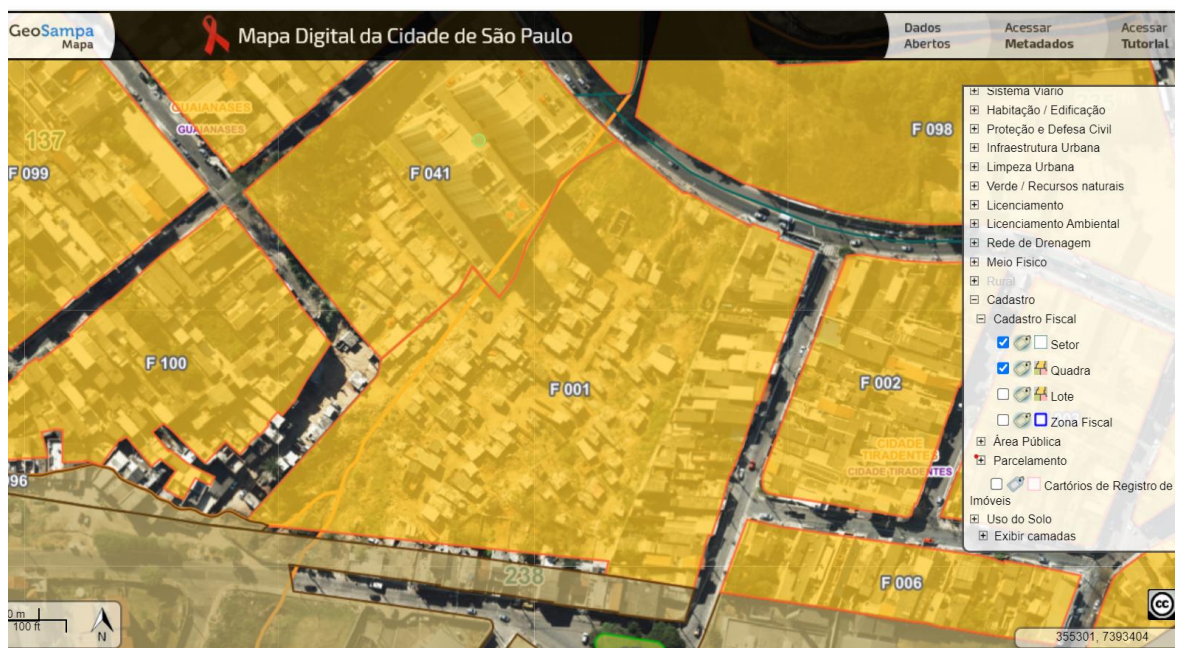 GeoSampa
Mapa
Mapa Digital da Cidade de São Paulo
Dados
Abertos
Acessar
Metadados
Acessar
Tutorial
Sistema Viário
Habitação / Edificação
Proteção e Defesa Civil
Infraestrutura Urbana
Limpeza Urbana
Verde / Recursos naturais
Licenciamento
Licenciamento Ambiental
Rede de Drenagem
Meio Fisico
Rural
Cadastro
Cadastro Fiscal
Setor
Quadra
Lote
Zona Fiscal
Área Pública
Parcelamento
Cartórios de Registro de
Imóveis
Uso do Solo
Exibir camadas
GUAIANASES
GUAIANASES
137
F 099
F 041
F 098
F 100
F 001
F 002
CIDADE
TIRADENTES
CIDADE TIRADENTES
96
238
F 006
0 m
100 ft
N
cc
355301, 7393404